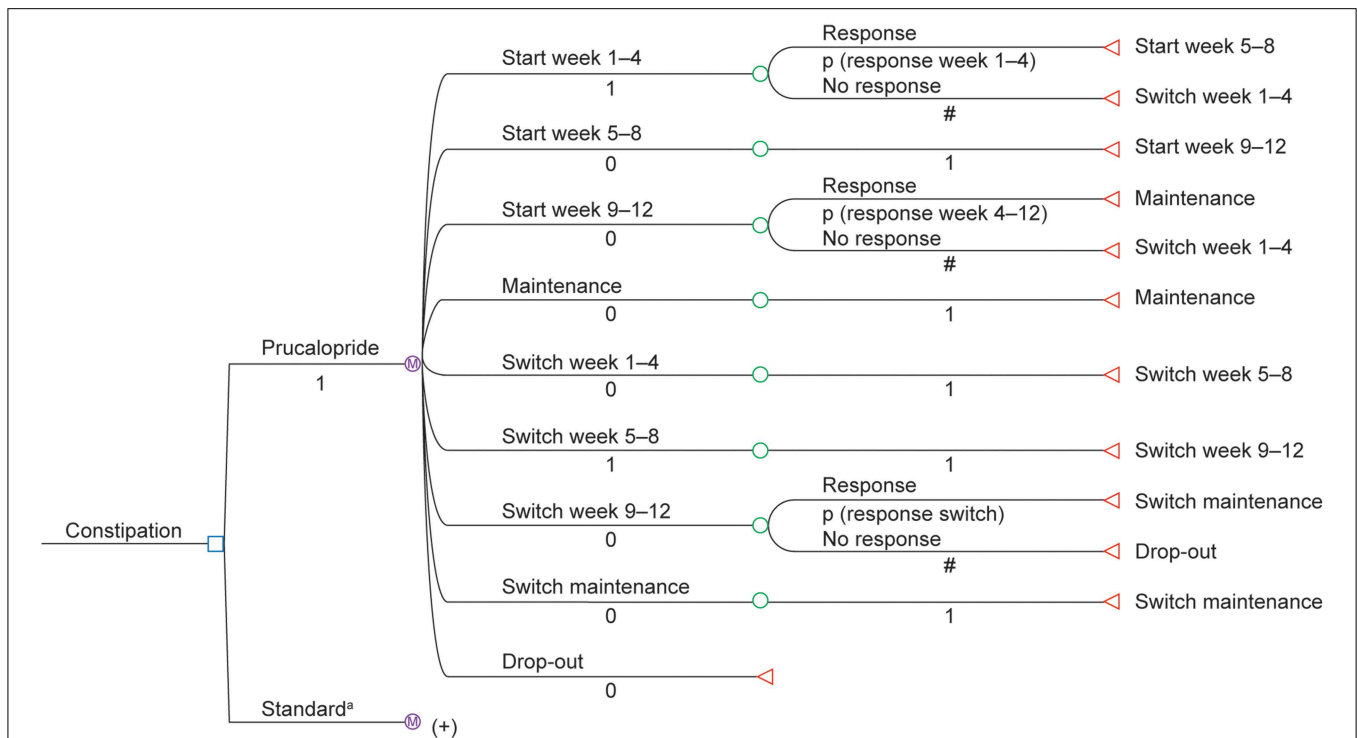 Constipation
Prucalopride
1
Start week 1–4
1
Response
p (response week 1–4)
No response
#
Start week 5–8
Switch week 1–4
Start week 5–8
0
1
Start week 9–12
Start week 9–12
0
Response
p (response week 4–12)
No response
#
Maintenance
Switch week 1–4
Maintenance
0
1
Maintenance
Switch week 1–4
0
1
Switch week 5–8
Switch week 5–8
1
1
Switch week 9–12
Switch week 9–12
0
Response
p (response switch)
No response
#
Switch maintenance
Drop-out
Switch maintenance
0
1
Switch maintenance
Drop-out
0
M
Standardᵃ
M (+)